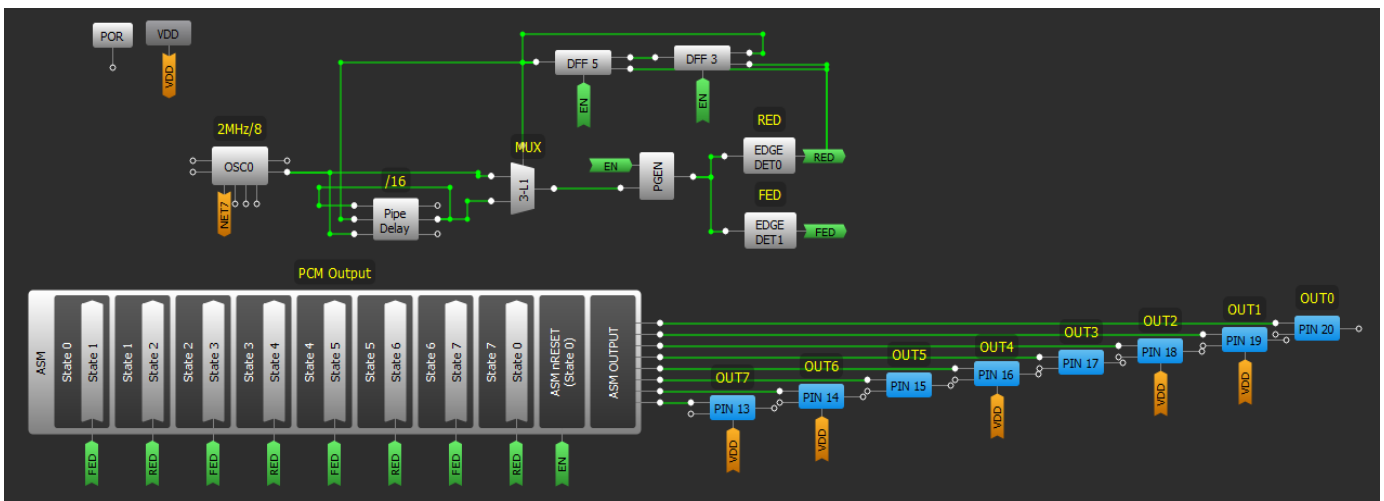 POR
VDD
VDD
DFF 5
DFF 3
EN
EN
2MHz/8
OSC0
NET7
/16
Pipe
Delay
MUX
3-L1
EN
PGEN
RED
EDGE
DET0
RED
FED
EDGE
DET1
FED
PCM Output
ASM
State 0
State 1
State 1
State 2
State 2
State 3
State 3
State 4
State 4
State 5
State 5
State 6
State 6
State 7
State 7
State 0
ASM nRESET
(State 0)
ASM OUTPUT
FED
RED
FED
RED
FED
RED
FED
RED
EN
OUT7
PIN 13
VDD
OUT6
PIN 14
VDD
OUT5
PIN 15
OUT4
PIN 16
VDD
OUT3
PIN 17
OUT2
PIN 18
VDD
OUT1
PIN 19
VDD
OUT0
PIN 20